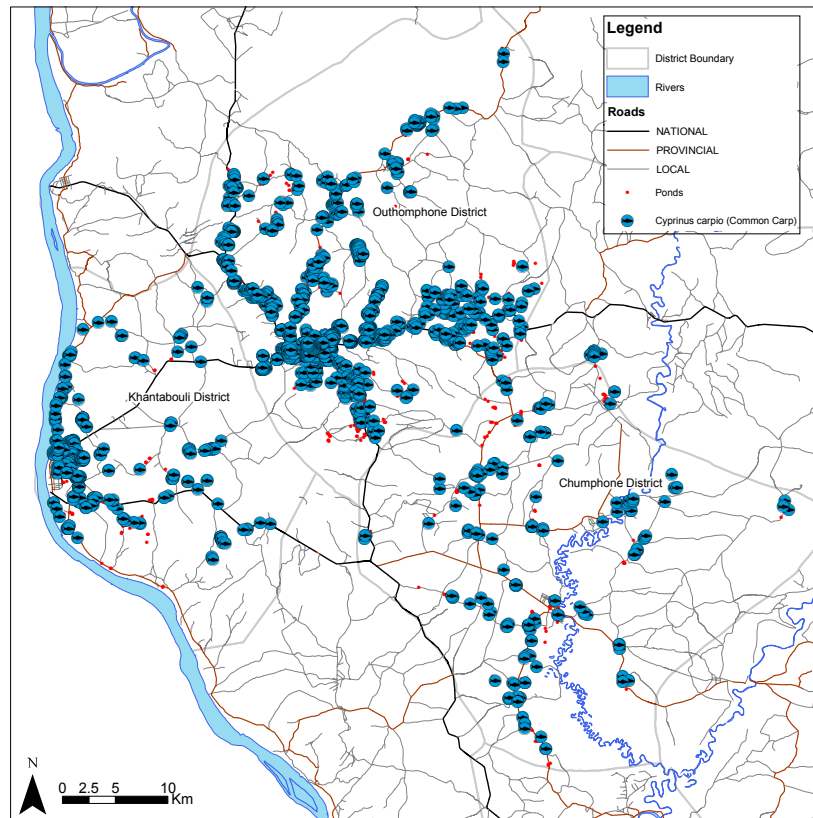 Legend
District Boundary
Rivers
Roads
NATIONAL
PROVINCIAL
LOCAL
Ponds
Cyprinus carpio (Common Carp)
Outhomphone District
Khantabouli District
Chumphone District
N
0 2.5 5 10
Km